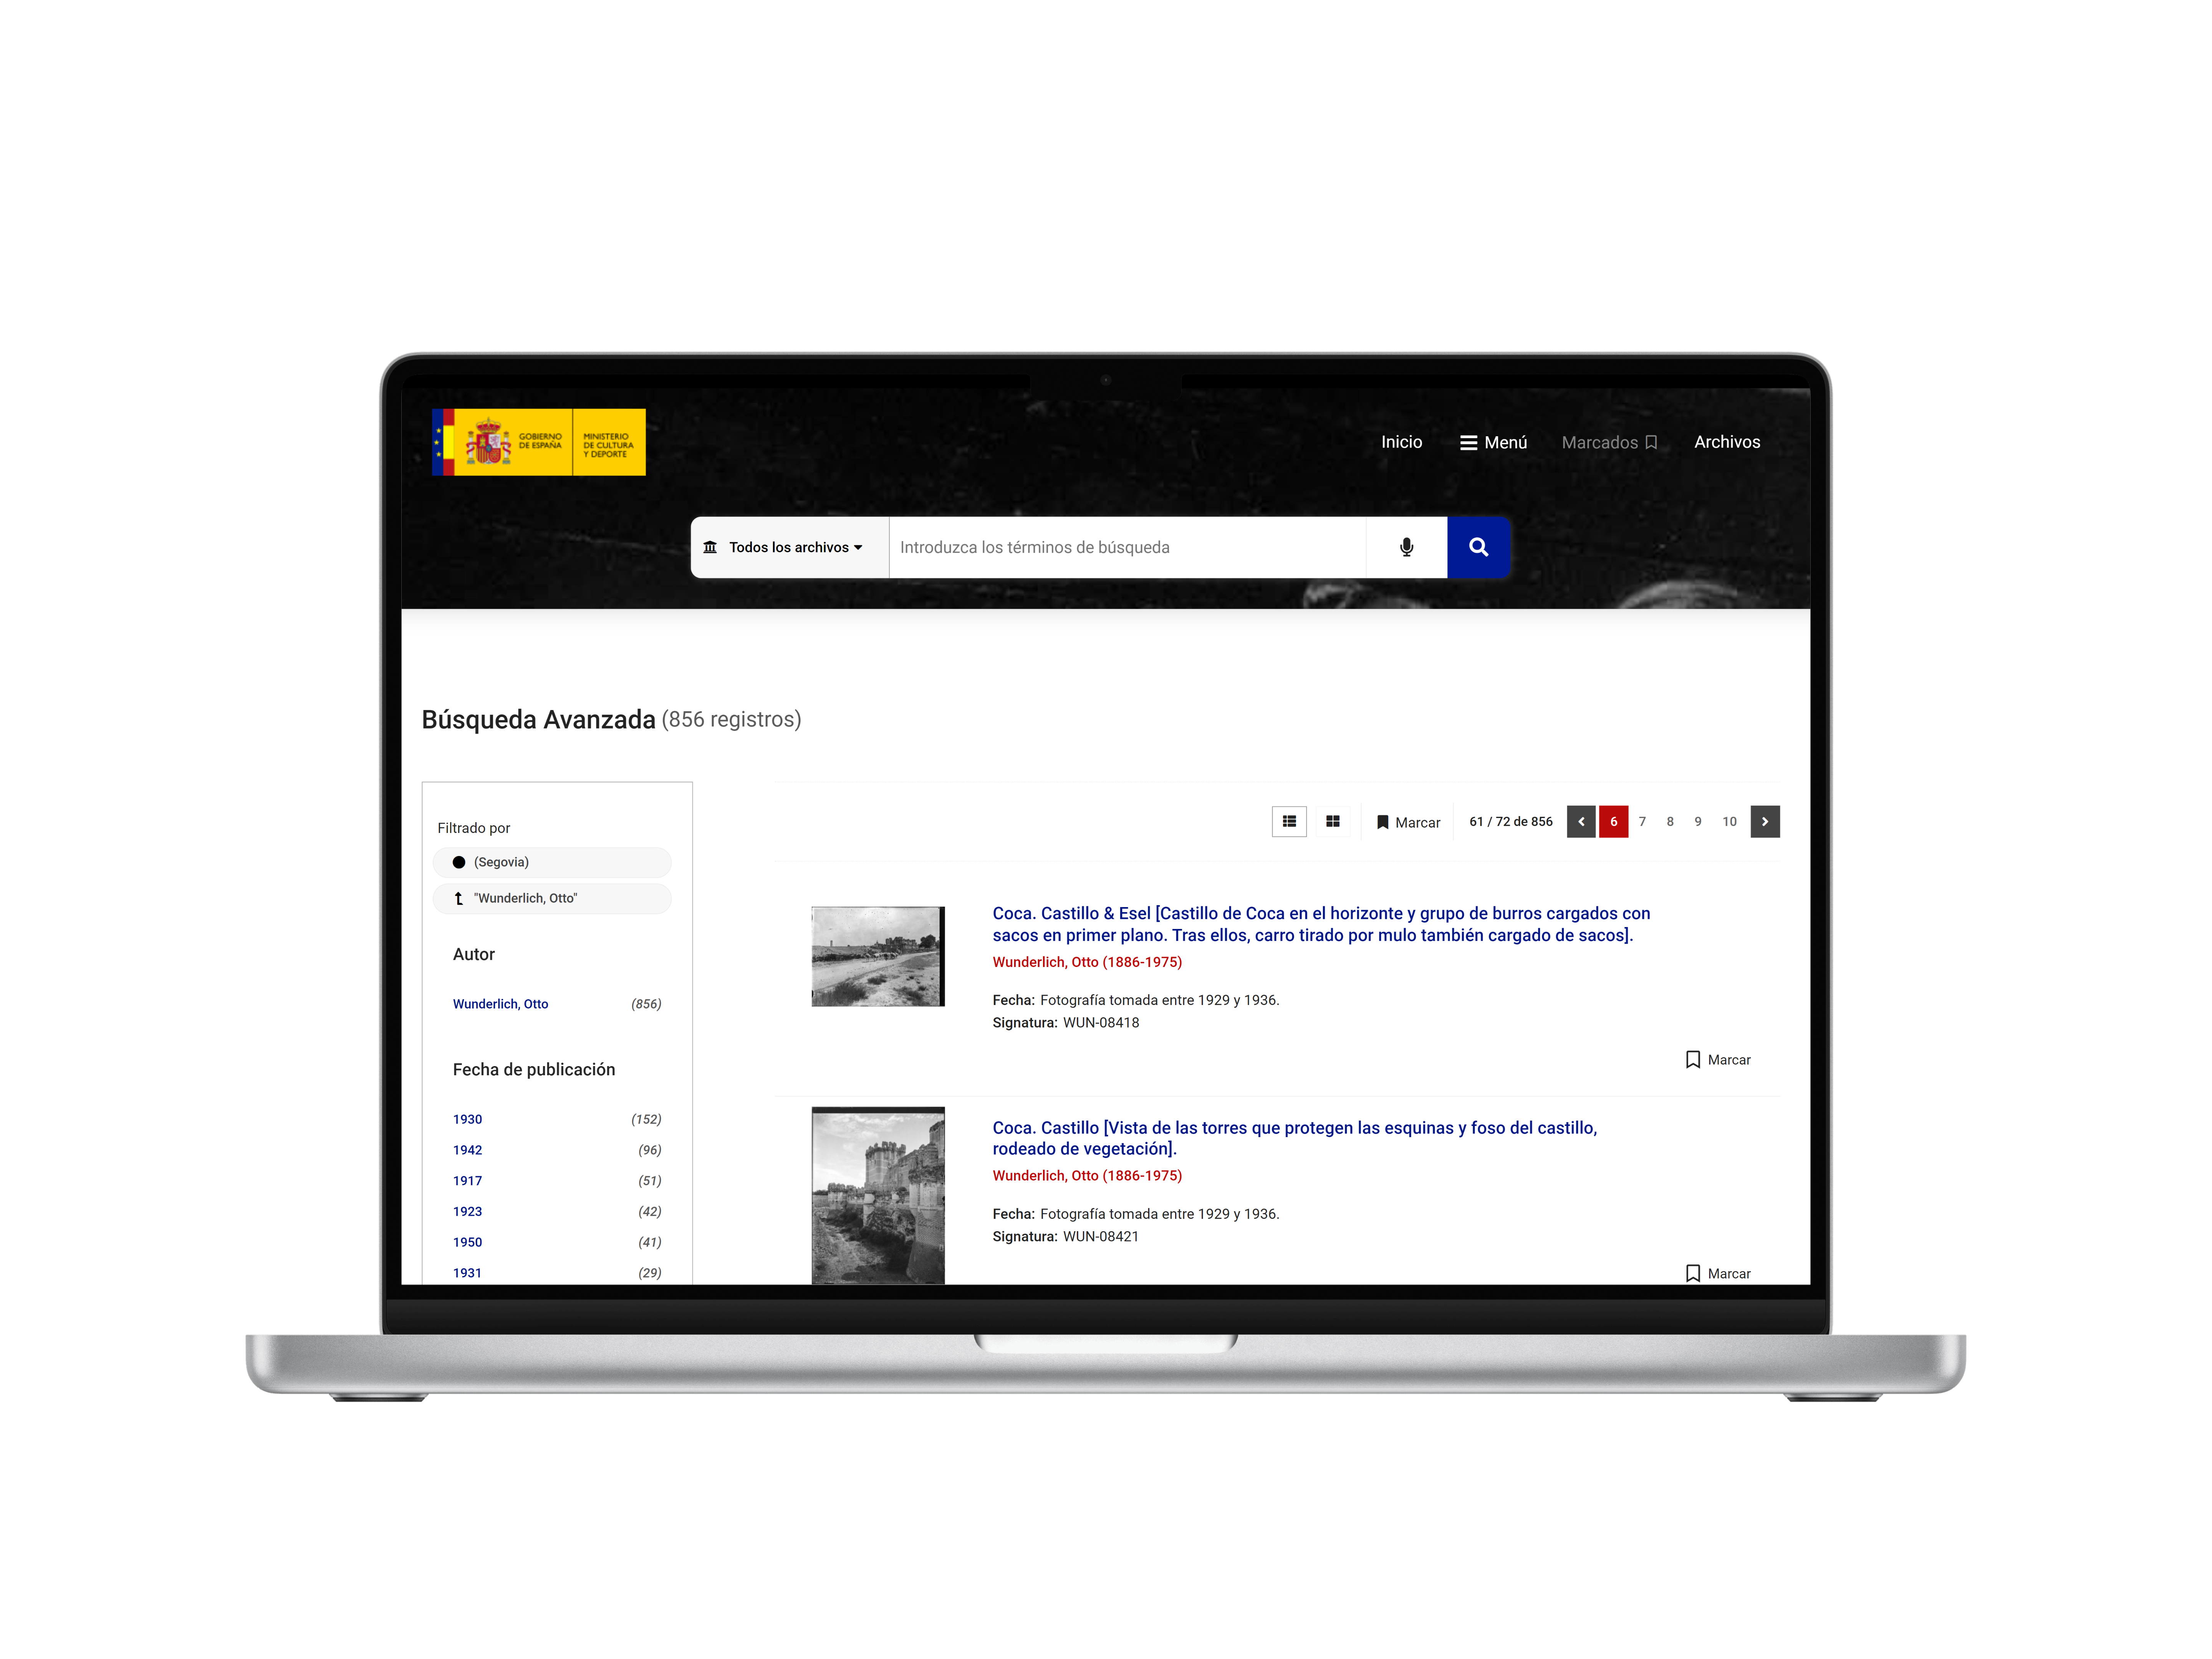 GOBIERNO
DE ESPAÑA
MINISTERIO
DE CULTURA
Y DEPORTE
Inicio
Menú
Marcados
Archivos
Todos los archivos
Introduzca los términos de búsqueda
Búsqueda Avanzada (856 registros)
Filtrado por
(Segovia)
"Wunderlich, Otto"
Autor
Wunderlich, Otto (856)
Fecha de publicación
1930 (152)
1942 (96)
1917 (51)
1923 (42)
1950 (41)
1931 (29)
Marcar 61 / 72 de 856 6 7 8 9 10
Coca. Castillo & Esel [Castillo de Coca en el horizonte y grupo de burros cargados con
sacos en primer plano. Tras ellos, carro tirado por mulo también cargado de sacos].
Wunderlich, Otto (1886-1975)
Fecha: Fotografía tomada entre 1929 y 1936.
Signatura: WUN-08418
Marcar
Coca. Castillo [Vista de las torres que protegen las esquinas y foso del castillo,
rodeado de vegetación].
Wunderlich, Otto (1886-1975)
Fecha: Fotografía tomada entre 1929 y 1936.
Signatura: WUN-08421
Marcar